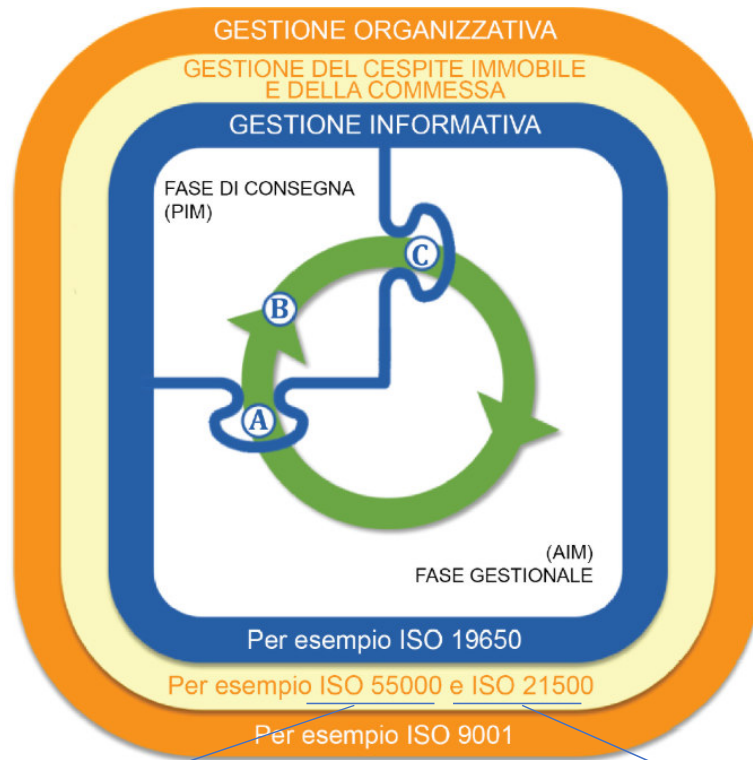 GESTIONE ORGANIZZATIVA
GESTIONE DEL CESPITE IMMOBILE
E DELLA COMMESSA
GESTIONE INFORMATIVA
FASE DI CONSEGNA
(PIM)
C
B
A
(AIM)
FASE GESTIONALE
Per esempio ISO 19650
Per esempio ISO 55000 e ISO 21500
Per esempio ISO 9001